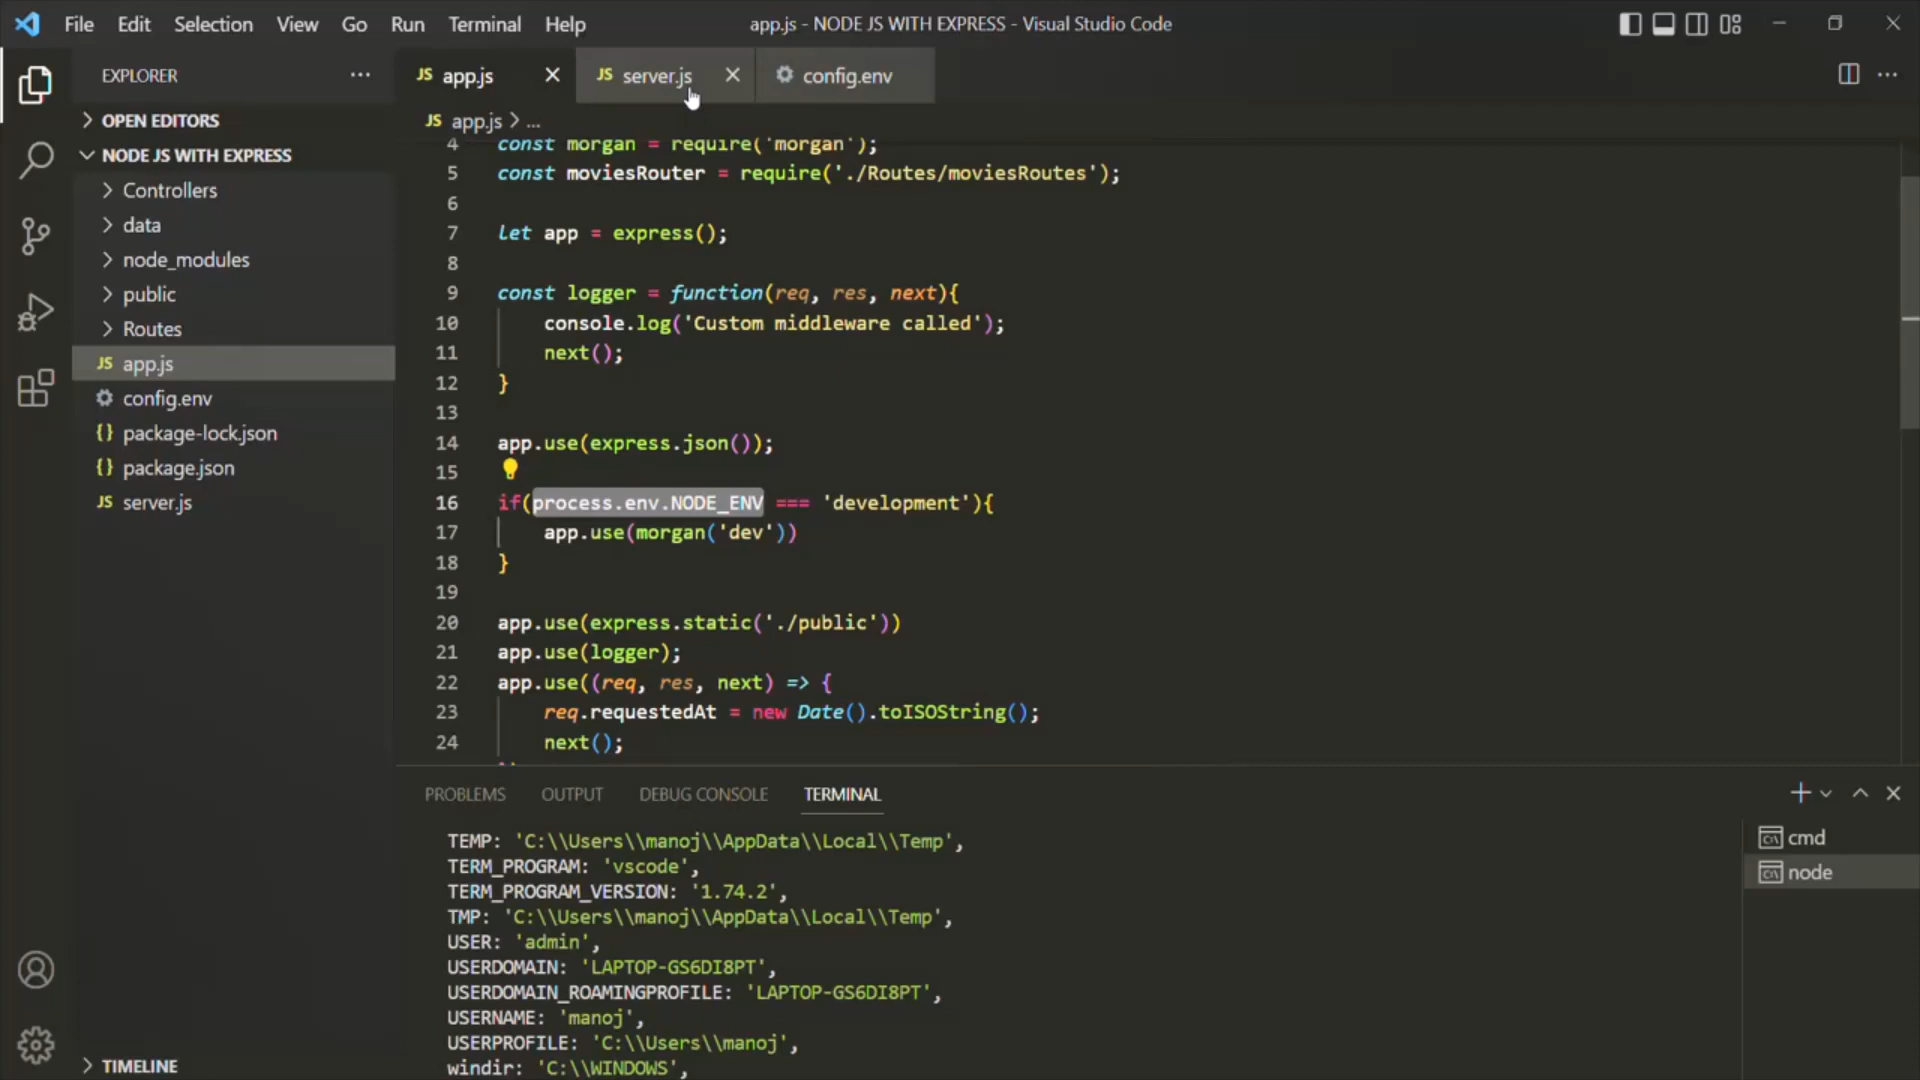 File Edit Selection View Go Run Terminal Help
app.js - NODE JS WITH EXPRESS - Visual Studio Code
EXPLORER
OPEN EDITORS
NODE JS WITH EXPRESS
Controllers
data
node_modules
public
Routes
JS app.js
config.env
{} package-lock.json
{} package.json
JS server.js
TIMELINE
JS app.js
JS server.js
config.env
JS app.js > ...
4 const morgan = require('morgan');
5 const moviesRouter = require('./Routes/moviesRoutes');
6
7 let app = express();
8
9 const logger = function(req, res, next){
10 console.log('Custom middleware called');
11 next();
12 }
13
14 app.use(express.json());
15
16 if(process.env.NODE_ENV === 'development'){
17 app.use(morgan('dev'))
18 }
19
20 app.use(express.static('./public'))
21 app.use(logger);
22 app.use((req, res, next) => {
23 req.requestedAt = new Date().toISOString();
24 next();
PROBLEMS OUTPUT DEBUG CONSOLE TERMINAL
TEMP: 'C:\\Users\\manoj\\AppData\\Local\\Temp',
TERM_PROGRAM: 'vscode',
TERM_PROGRAM_VERSION: '1.74.2',
TMP: 'C:\\Users\\manoj\\AppData\\Local\\Temp',
USER: 'admin',
USERDOMAIN: 'LAPTOP-GS6DI8PT',
USERDOMAIN_ROAMINGPROFILE: 'LAPTOP-GS6DI8PT',
USERNAME: 'manoj',
USERPROFILE: 'C:\\Users\\manoj',
windir: 'C:\\WINDOWS',
cmd
node